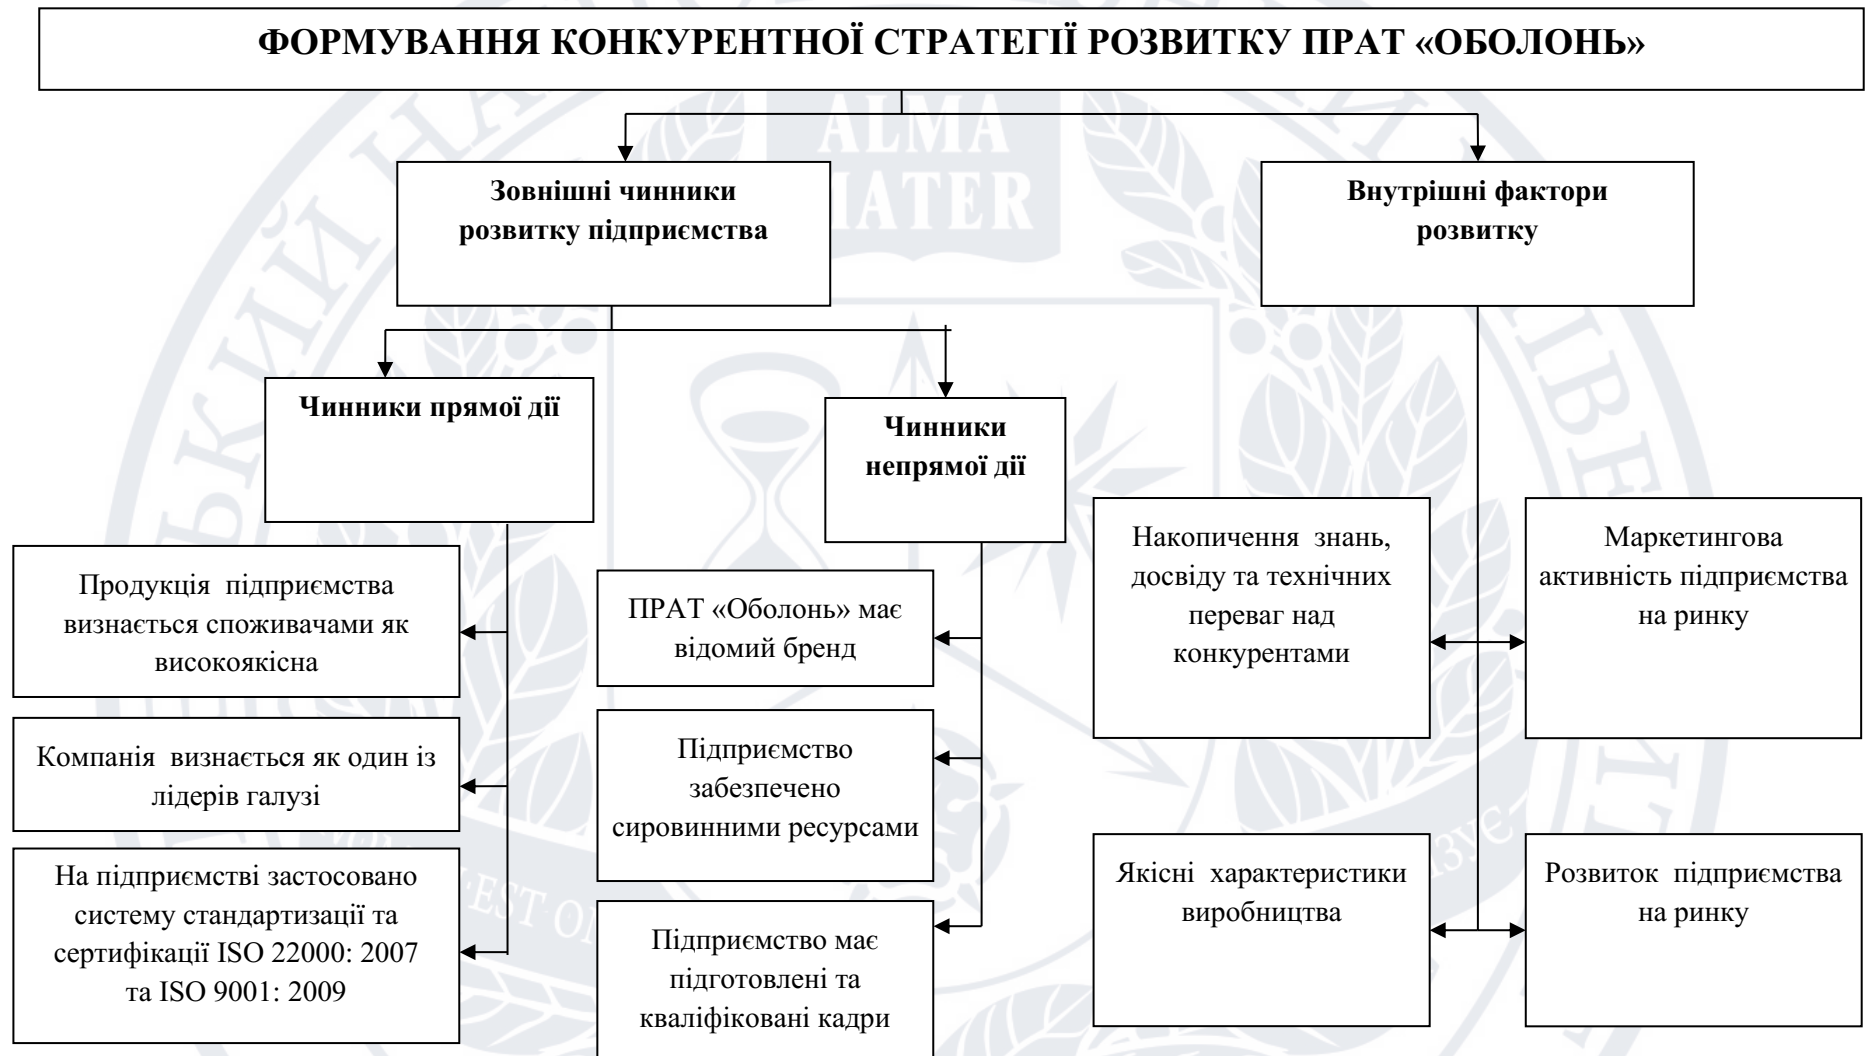 ФОРМУВАННЯ КОНКУРЕНТНОЇ СТРАТЕГІЇ РОЗВИТКУ ПРАТ «ОБОЛОНЬ»
ALMA
MATER
Зовнішні чинники
розвитку підприємства
Внутрішні фактори
розвитку
Чинники прямої дії
Чинники
непрямої дії
Продукція підприємства
визнається споживачами як
високоякісна
Компанія визнається як один із
лідерів галузі
На підприємстві застосовано
систему стандартизації та
сертифікації ISO 22000: 2007
та ISO 9001: 2009
ПРАТ «Оболонь» має
відомий бренд
Підприємство
забезпечено
сировинними ресурсами
Підприємство має
підготовлені та
кваліфіковані кадри
Накопичення знань,
досвіду та технічних
переваг над
конкурентами
Маркетингова
активність підприємства
на ринку
Якісні характеристики
виробництва
Розвиток підприємства
на ринку